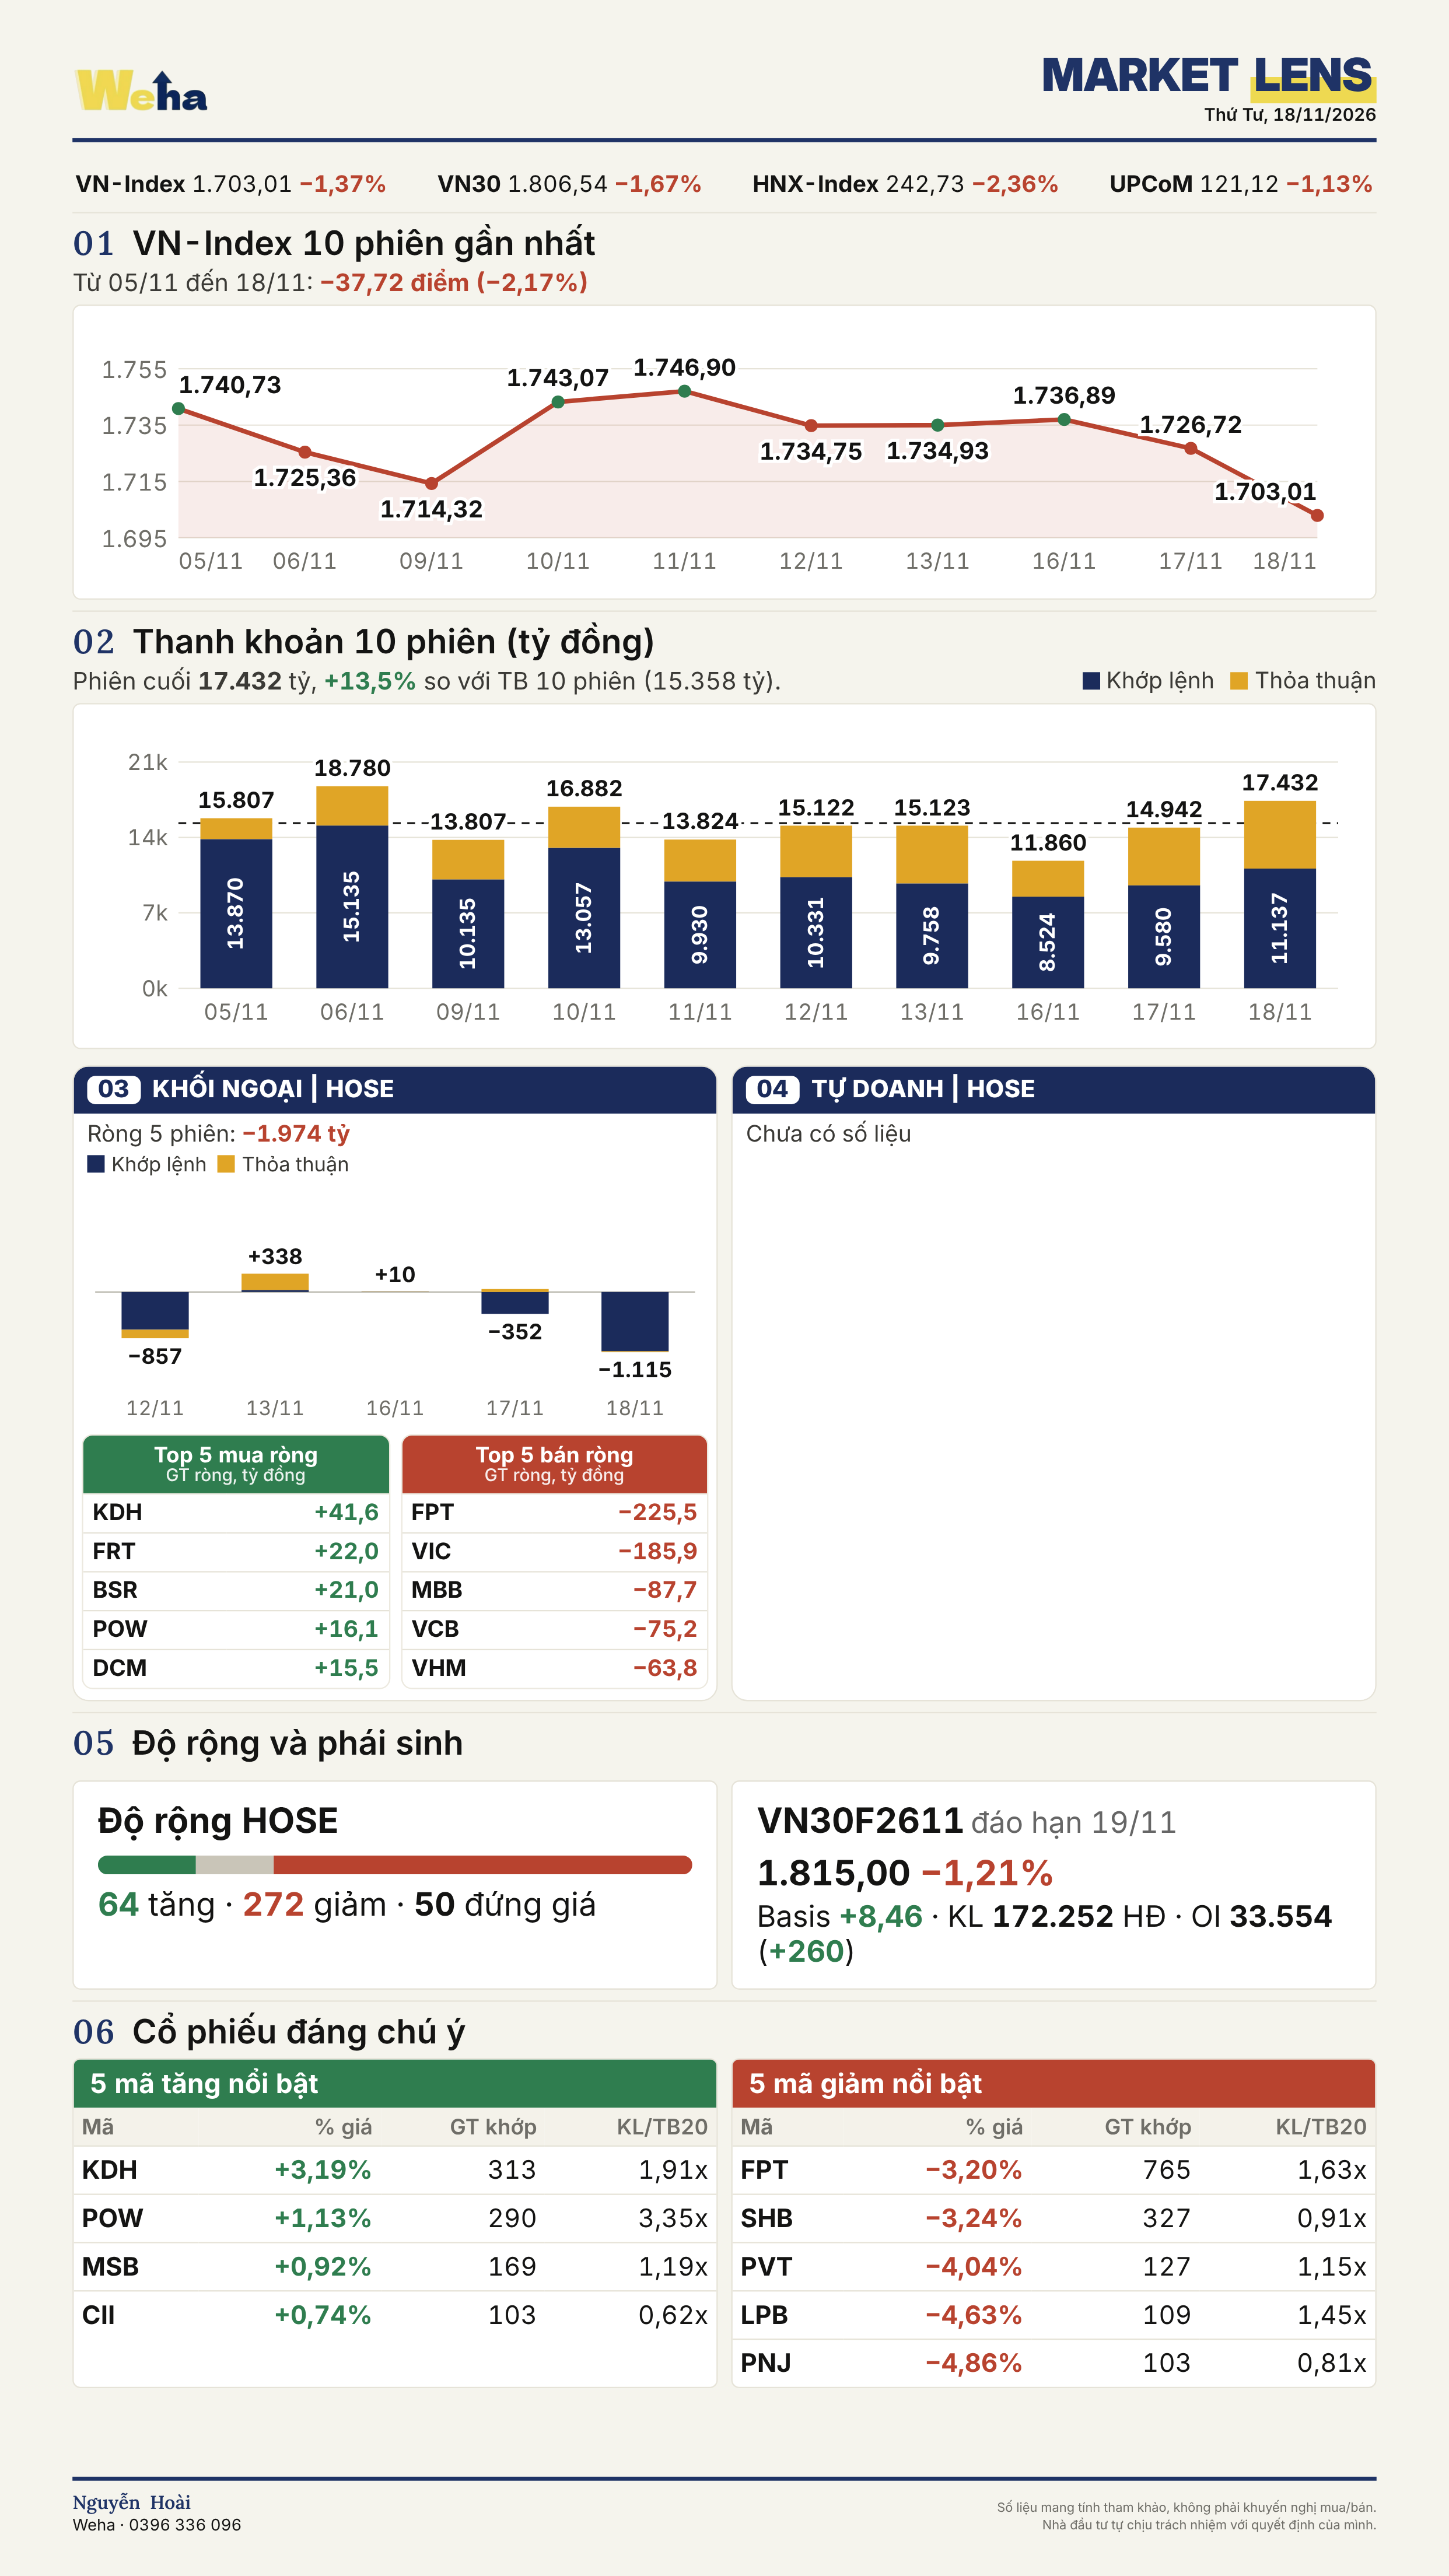 Weha
MARKET LENS
Thứ Tư, 18/11/2026
VN-Index 1.703,01 −1,37% VN30 1.806,54 −1,67% HNX-Index 242,73 −2,36% UPCoM 121,12 −1,13%
01 VN-Index 10 phiên gần nhất
Từ 05/11 đến 18/11: −37,72 điểm (−2,17%)
1.755
1.735
1.715
1.695
1.740,73
1.725,36
1.714,32
1.743,07
1.746,90
1.734,75
1.734,93
1.736,89
1.726,72
1.703,01
05/11 06/11 09/11 10/11 11/11 12/11 13/11 16/11 17/11 18/11
02 Thanh khoản 10 phiên (tỷ đồng)
Phiên cuối 17.432 tỷ, +13,5% so với TB 10 phiên (15.358 tỷ).
Khớp lệnh Thỏa thuận
21k
14k
7k
0k
15.807 18.780 13.807 16.882 13.824 15.122 15.123 11.860 14.942 17.432
13.870 15.135 10.135 13.057 9.930 10.331 9.758 8.524 9.580 11.137
05/11 06/11 09/11 10/11 11/11 12/11 13/11 16/11 17/11 18/11
03 KHỐI NGOẠI | HOSE
Ròng 5 phiên: −1.974 tỷ
Khớp lệnh Thỏa thuận
−857 +338 +10 −352 −1.115
12/11 13/11 16/11 17/11 18/11
Top 5 mua ròng
GT ròng, tỷ đồng
KDH +41,6
FRT +22,0
BSR +21,0
POW +16,1
DCM +15,5
Top 5 bán ròng
GT ròng, tỷ đồng
FPT −225,5
VIC −185,9
MBB −87,7
VCB −75,2
VHM −63,8
04 TỰ DOANH | HOSE
Chưa có số liệu
05 Độ rộng và phái sinh
Độ rộng HOSE
64 tăng · 272 giảm · 50 đứng giá
VN30F2611 đáo hạn 19/11
1.815,00 −1,21%
Basis +8,46 · KL 172.252 HĐ · OI 33.554
(+260)
06 Cổ phiếu đáng chú ý
5 mã tăng nổi bật
Mã % giá GT khớp KL/TB20
KDH +3,19% 313 1,91x
POW +1,13% 290 3,35x
MSB +0,92% 169 1,19x
CII +0,74% 103 0,62x
5 mã giảm nổi bật
Mã % giá GT khớp KL/TB20
FPT −3,20% 765 1,63x
SHB −3,24% 327 0,91x
PVT −4,04% 127 1,15x
LPB −4,63% 109 1,45x
PNJ −4,86% 103 0,81x
Nguyễn Hoài
Weha · 0396 336 096
Số liệu mang tính tham khảo, không phải khuyến nghị mua/bán.
Nhà đầu tư tự chịu trách nhiệm với quyết định của mình.